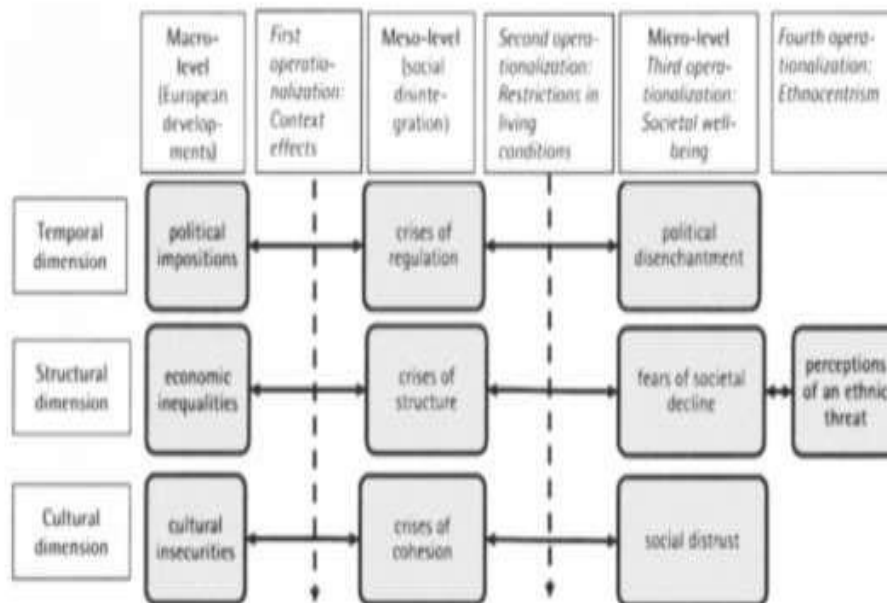 Macro-
level
(European
develop-
ments)
First
operatio-
nalization:
Context
effects
Meso-level
(social
disinte-
gration)
Second opera-
tionalization:
Restrictions in
living
conditions
Micro-level
Third opera-
tionalization:
Societal well-
being
Fourth opera-
tionalization:
Ethnocentrism
Temporal
dimension
political
impositions
crises of
regulation
political
disenchantment
Structural
dimension
economic
inequalities
crises of
structure
fears of societal
decline
perceptions
of an ethnic
threat
Cultural
dimension
cultural
insecurities
crises of
cohesion
social distrust